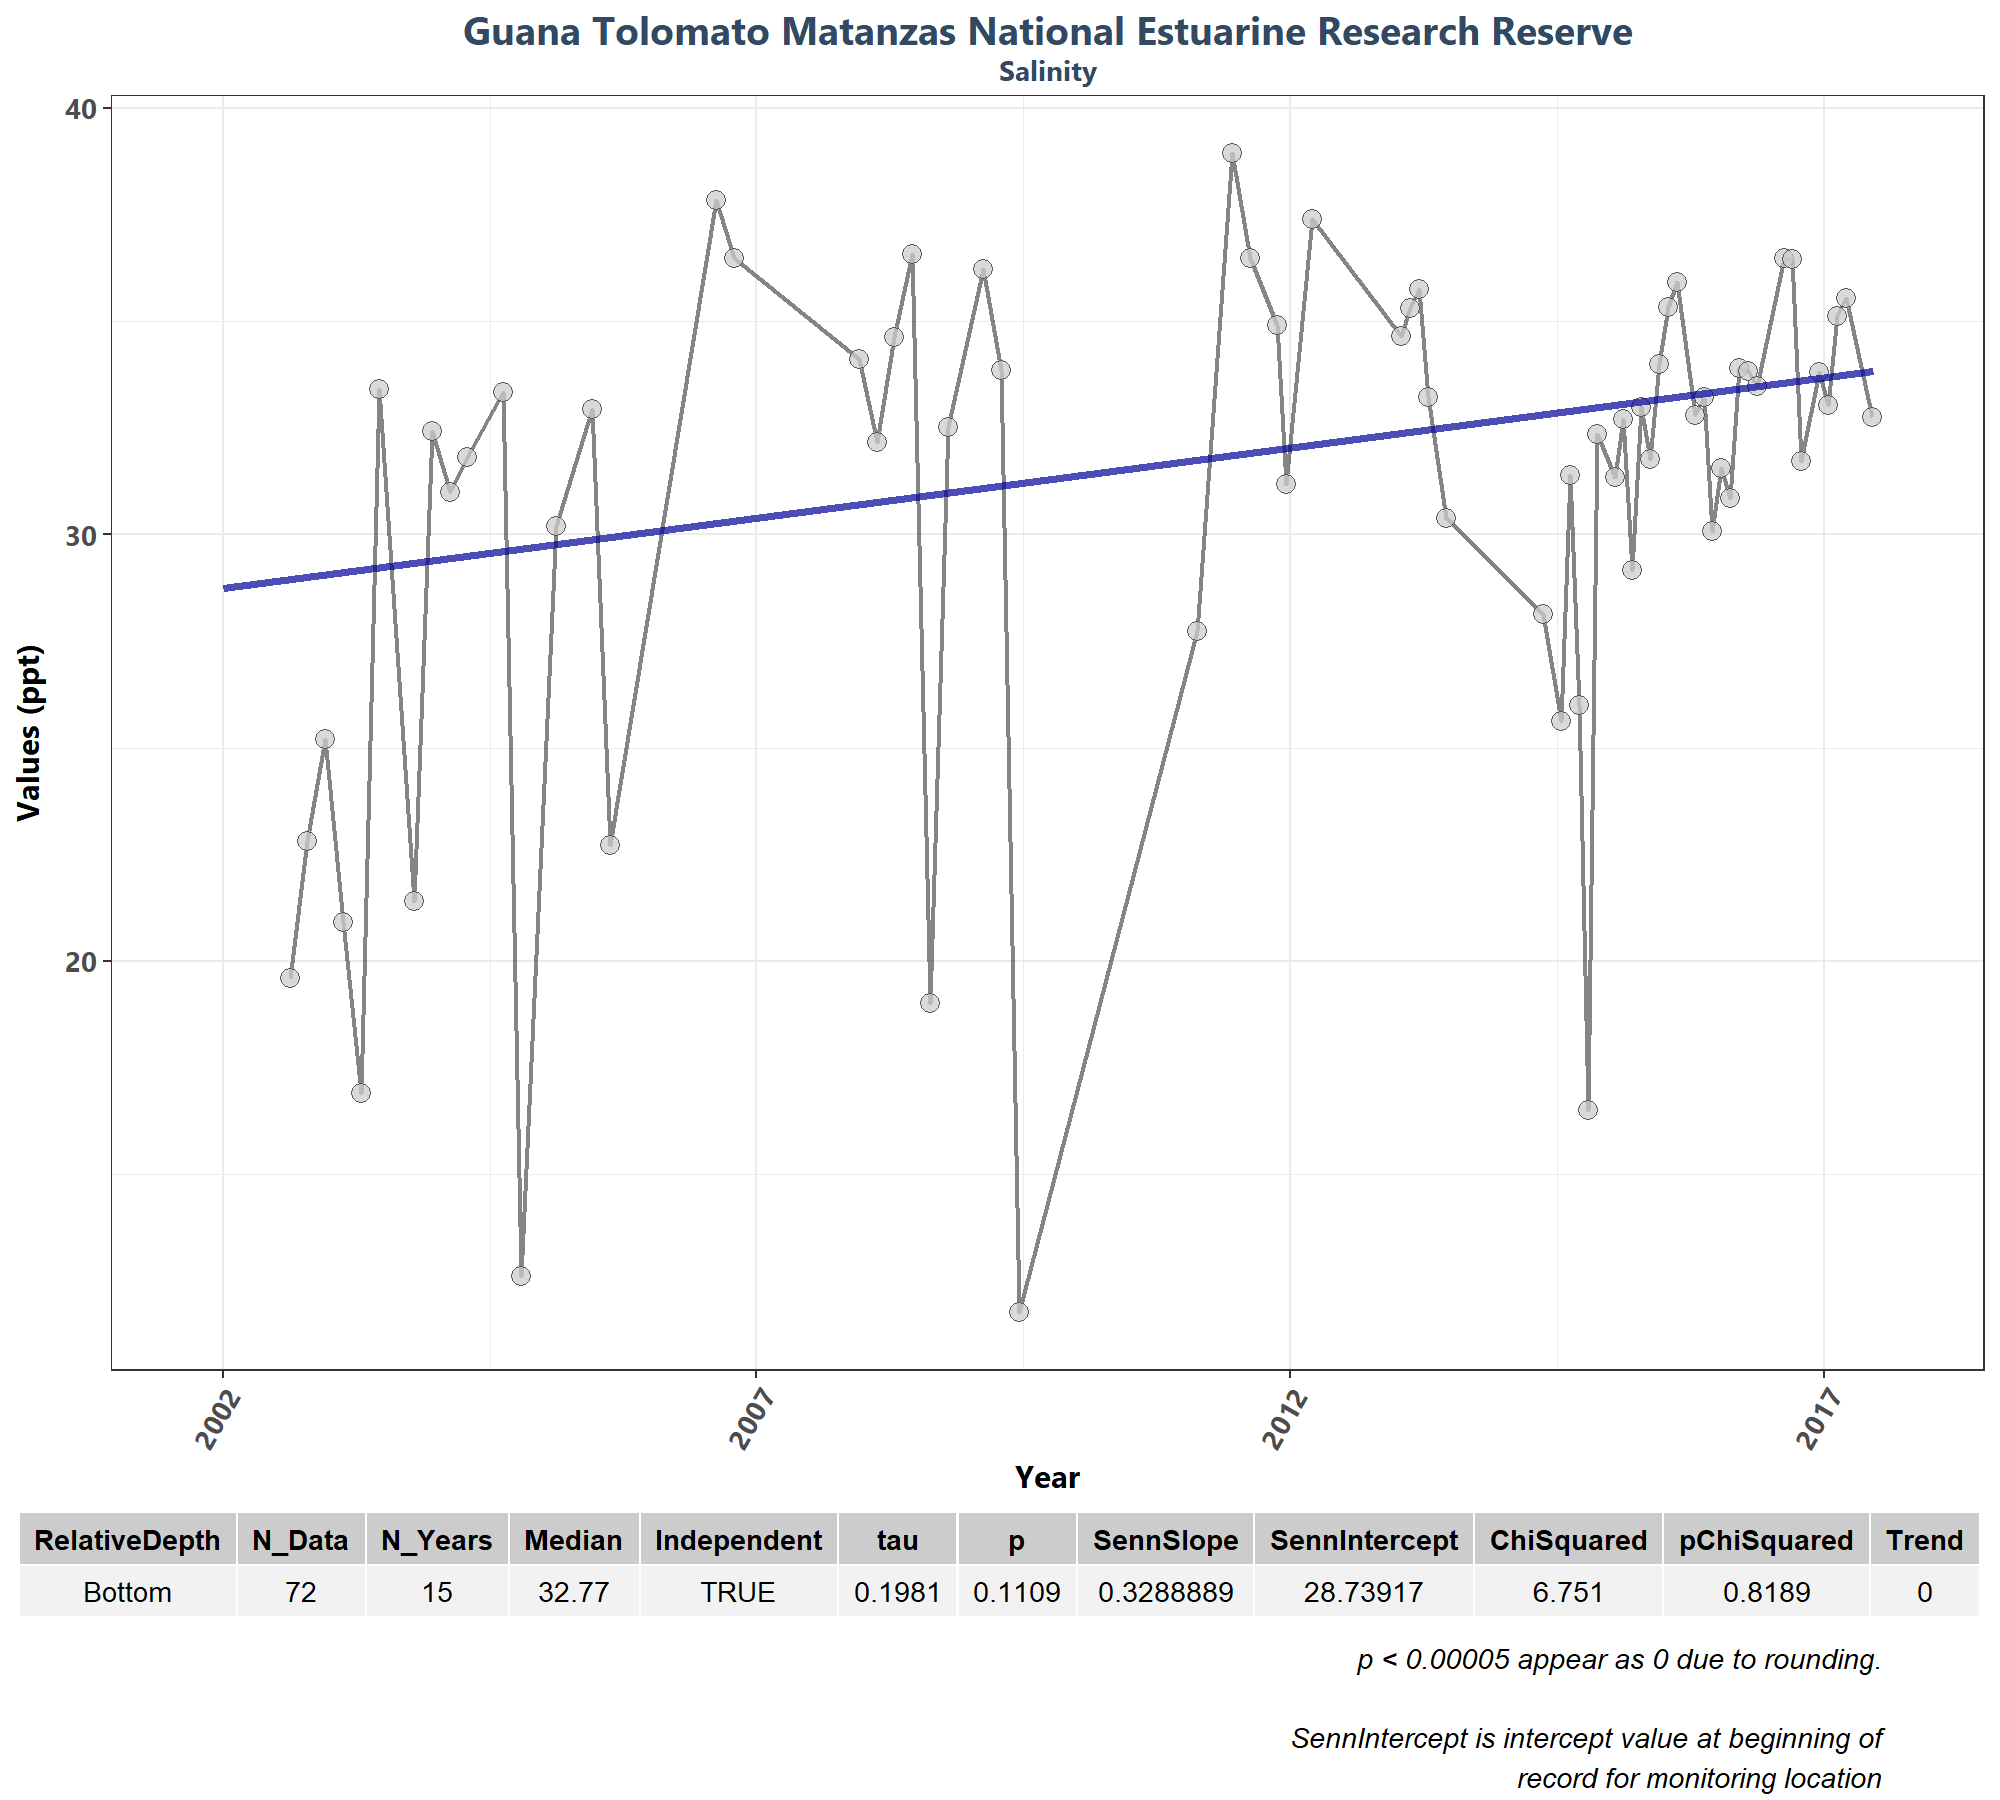 Guana Tolomato Matanzas National Estuarine Research Reserve
Salinity
40
30
20
Values (ppt)
2002
2007
2012
2017
Year
RelativeDepth N_Data N_Years Median Independent tau p SennSlope SennIntercept ChiSquared pChiSquared Trend
Bottom 72 15 32.77 TRUE 0.1981 0.1109 0.3288889 28.73917 6.751 0.8189 0
p < 0.00005 appear as 0 due to rounding.
SennIntercept is intercept value at beginning of
record for monitoring location